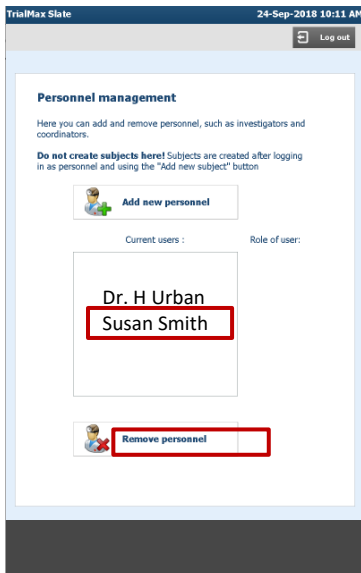 TrialMax Slate 24-Sep-2018 10:11 AM
Log out
Personnel management
Here you can add and remove personnel, such as investigators and
coordinators.
Do not create subjects here! Subjects are created after logging
in as personnel and using the "Add new subject" button
Add new personnel
Current users : Role of user:
Dr. H Urban
Susan Smith
Remove personnel